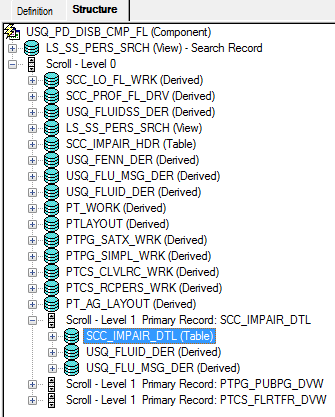 Definition Structure
USQ_PD_DISB_CMP_FL (Component)
LS_SS_PERS_SRCH (View) - Search Record
Scroll - Level 0
SCC_LO_FL_WRK (Derived)
SCC_PROF_FL_DRV (Derived)
USQ_FLUIDSS_DER (Derived)
LS_SS_PERS_SRCH (View)
SCC_IMPAIR_HDR (Table)
USQ_FENN_DER (Derived)
USQ_FLU_MSG_DER (Derived)
USQ_FLUID_DER (Derived)
PT_WORK (Derived)
PTLAYOUT (Derived)
PTPG_SATX_WRK (Derived)
PTPG_SIMPL_WRK (Derived)
PTCS_CLVLRC_WRK (Derived)
PTCS_RCPERS_WRK (Derived)
PT_AG_LAYOUT (Derived)
Scroll - Level 1 Primary Record: SCC_IMPAIR_DTL
SCC_IMPAIR_DTL (Table)
USQ_FLUID_DER (Derived)
USQ_FLU_MSG_DER (Derived)
Scroll - Level 1 Primary Record: PTPG_PUBPG_DVW
Scroll - Level 1 Primary Record: PTCS_FLRTFR_DVW